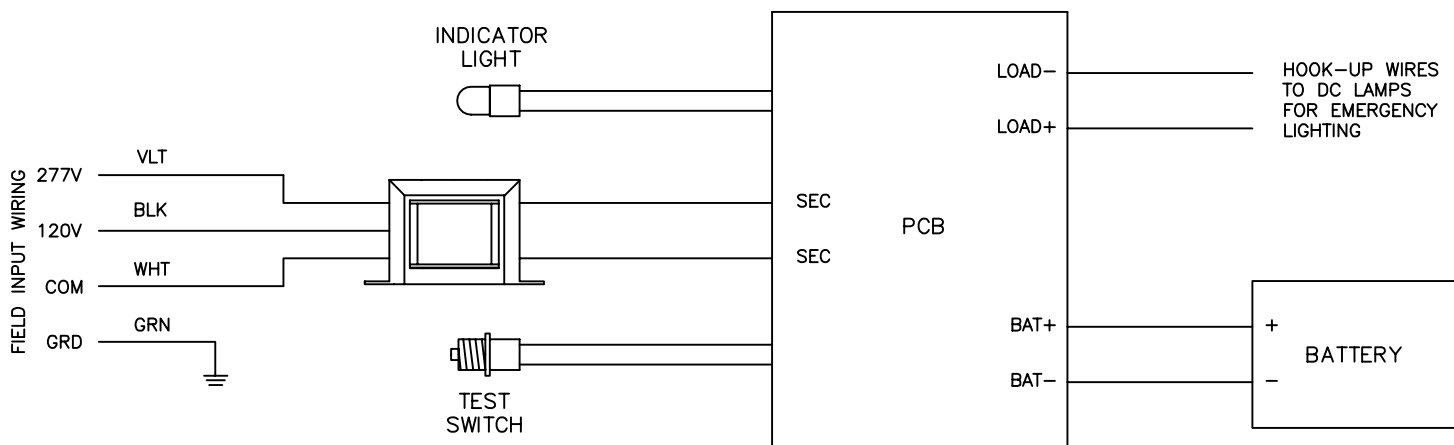 INDICATOR
LIGHT
FIELD INPUT WIRING
277V
VLT
120V
BLK
COM
WHT
GRD
GRN
TEST
SWITCH
SEC
SEC
PCB
LOAD-
LOAD+
HOOK-UP WIRES
TO DC LAMPS
FOR EMERGENCY
LIGHTING
BAT+
BAT-
+
BATTERY
-